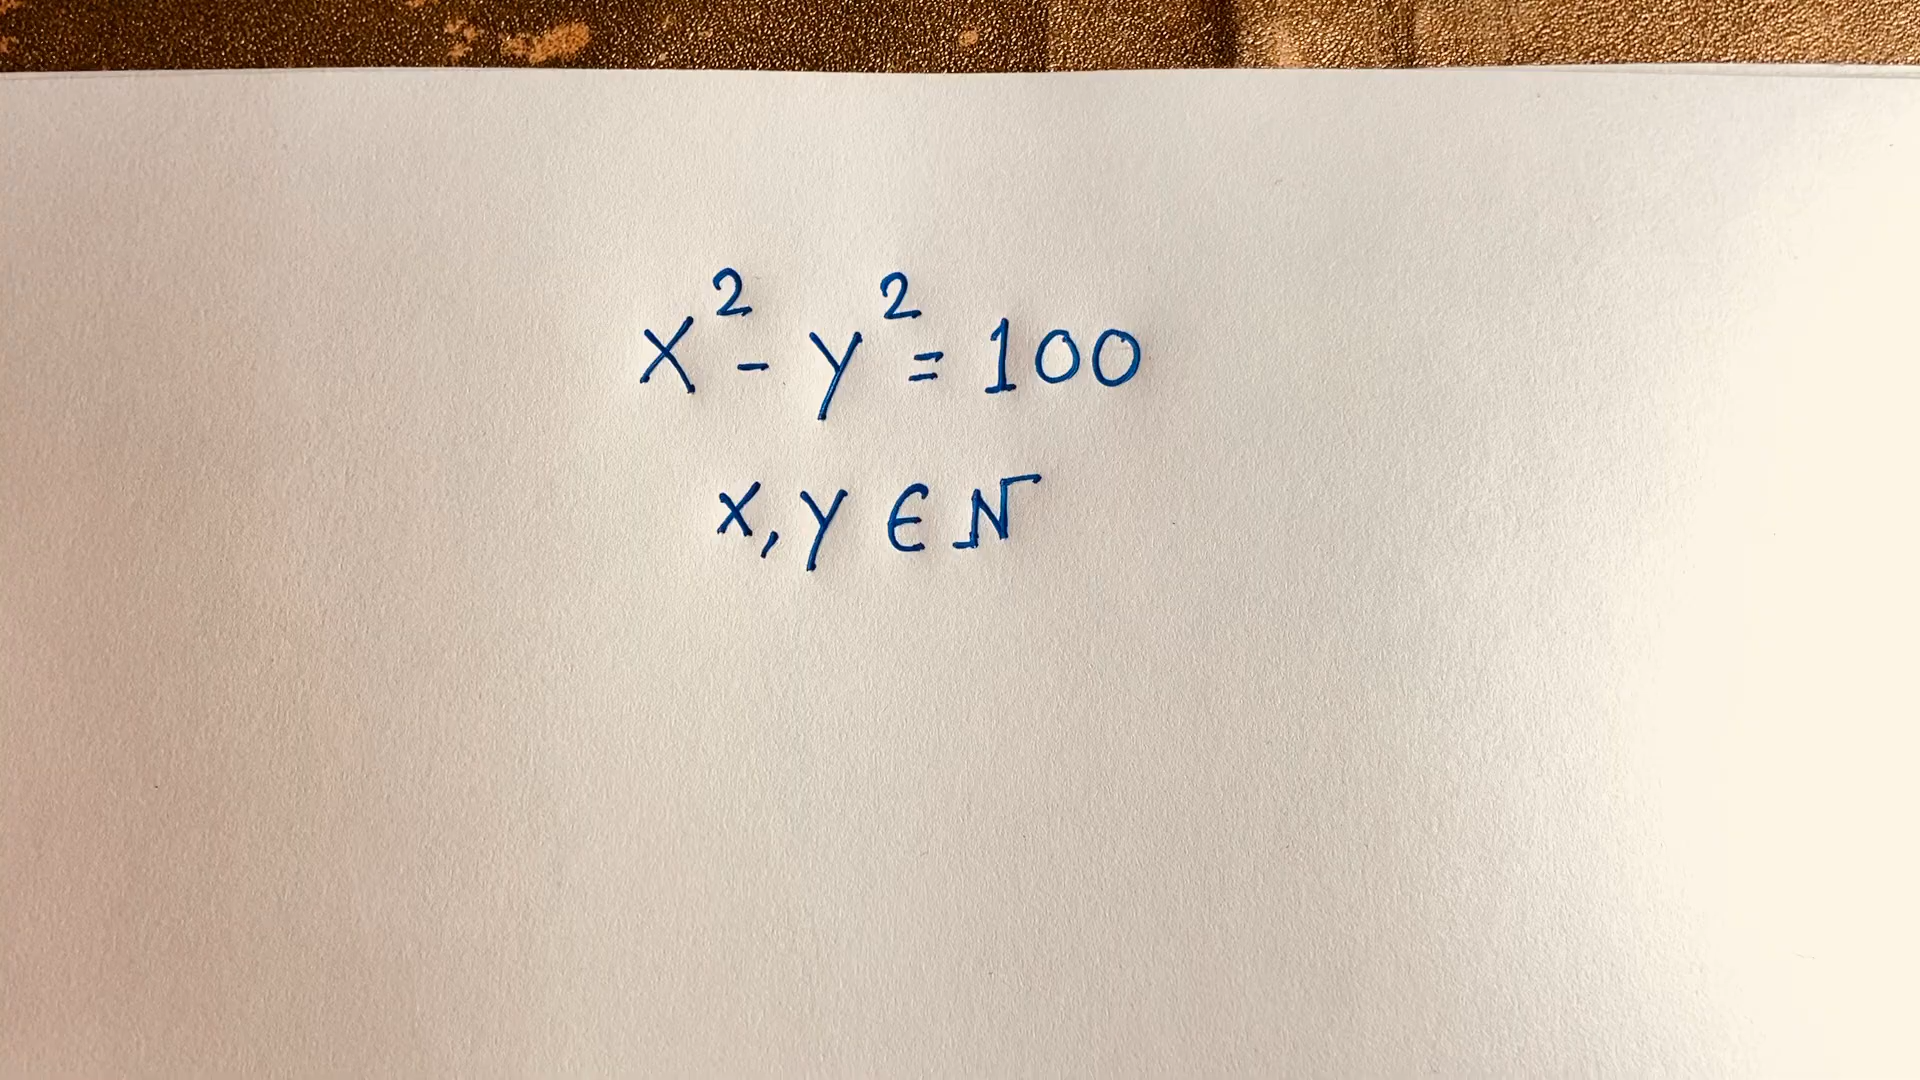 x² - y² = 100
x, y ∈ N